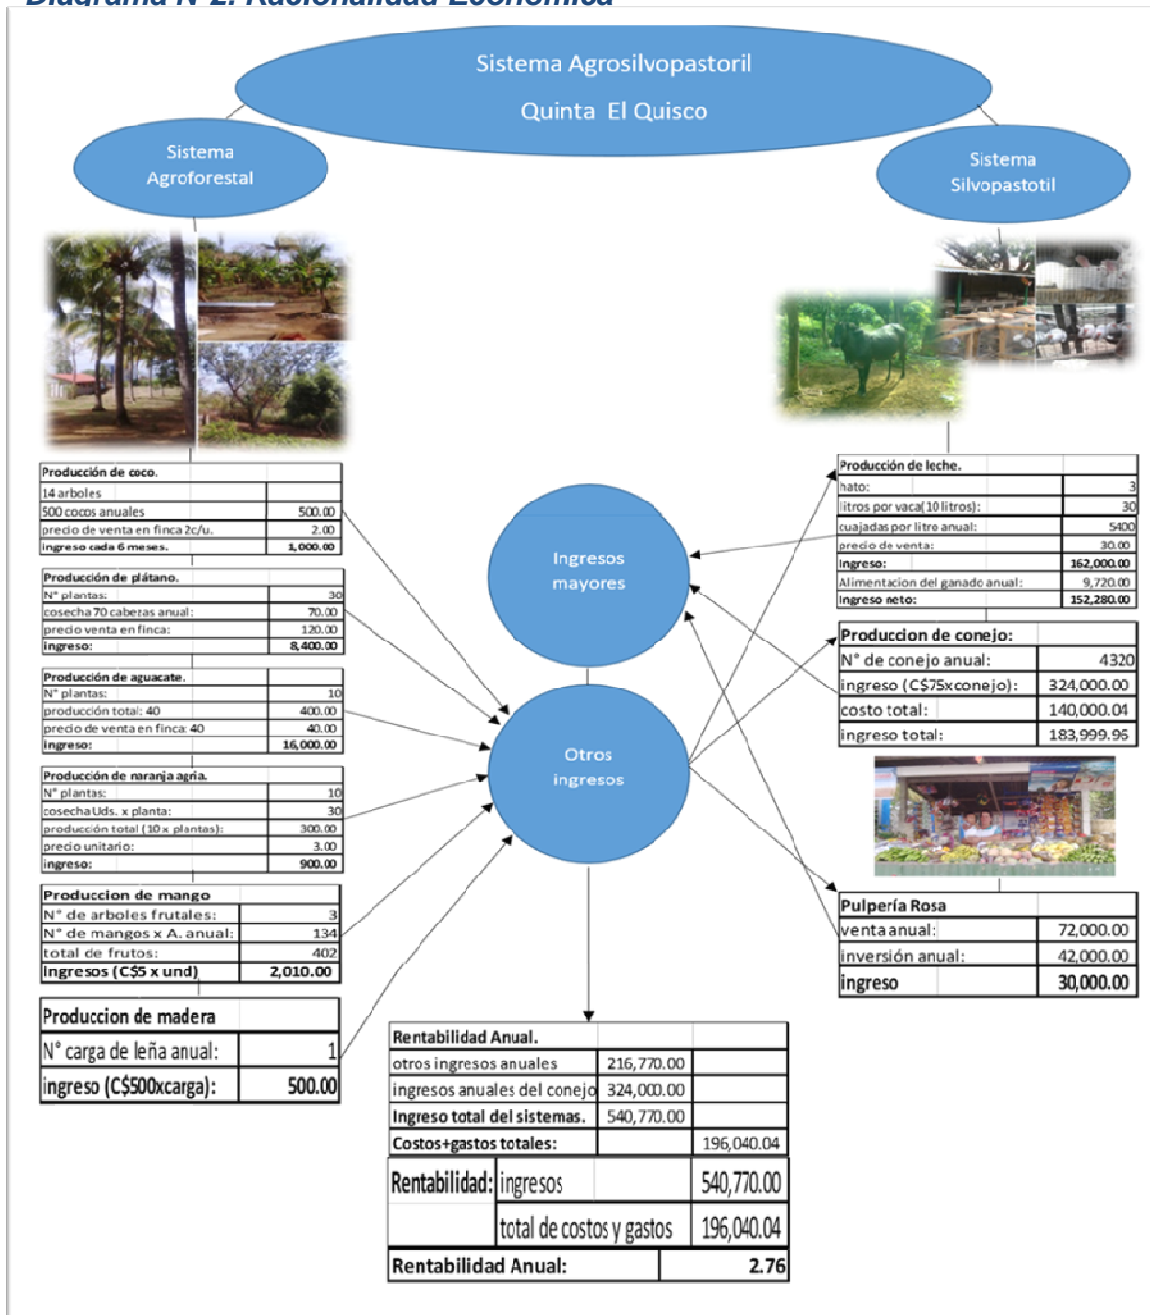 Diagrama N°2. Racionalidad Económica
Sistema Agrosilvopastoril
Quinta El Quisco
Sistema
Agroforestal
Sistema
Silvopastotil
Producción de coco.
14 arboles
500 cocos anuales 500.00
precio de venta en finca 2c/u. 2.00
ingreso cada 6 meses. 1,000.00
Producción de plátano.
N° plantas: 30
cosecha 70 cabezas anual: 70.00
precio venta en finca: 120.00
ingreso: 8,400.00
Producción de aguacate.
N° plantas: 10
producción total: 40 400.00
precio de venta en finca: 40 40.00
ingreso: 16,000.00
Producción de naranja agria.
N° plantas: 10
cosecha Uds. x planta: 30
producción total (10 x plantas): 300.00
precio unitario: 3.00
ingreso: 900.00
Produccion de mango
N° de arboles frutales: 3
N° de mangos x A. anual: 134
total de frutos: 402
Ingresos (C$5 x und) 2,010.00
Produccion de madera
N° carga de leña anual: 1
ingreso (C$500xcarga): 500.00
Ingresos
mayores
Otros
ingresos
Producción de leche.
hato: 3
litros por vaca(10 litros): 30
cuajadas por litro anual: 5400
precio de venta: 30.00
Ingreso: 162,000.00
Alimentacion del ganado anual: 9,720.00
Ingreso neto: 152,280.00
Produccion de conejo:
N° de conejo anual: 4320
ingreso (C$75xconejo): 324,000.00
costo total: 140,000.04
ingreso total: 183,999.96
Pulpería Rosa
venta anual: 72,000.00
inversión anual: 42,000.00
ingreso 30,000.00
Rentabilidad Anual.
otros ingresos anuales 216,770.00
ingresos anuales del conejo 324,000.00
Ingreso total del sistemas. 540,770.00
Costos+gastos totales: 196,040.04
Rentabilidad: ingresos 540,770.00
total de costos y gastos 196,040.04
Rentabilidad Anual: 2.76